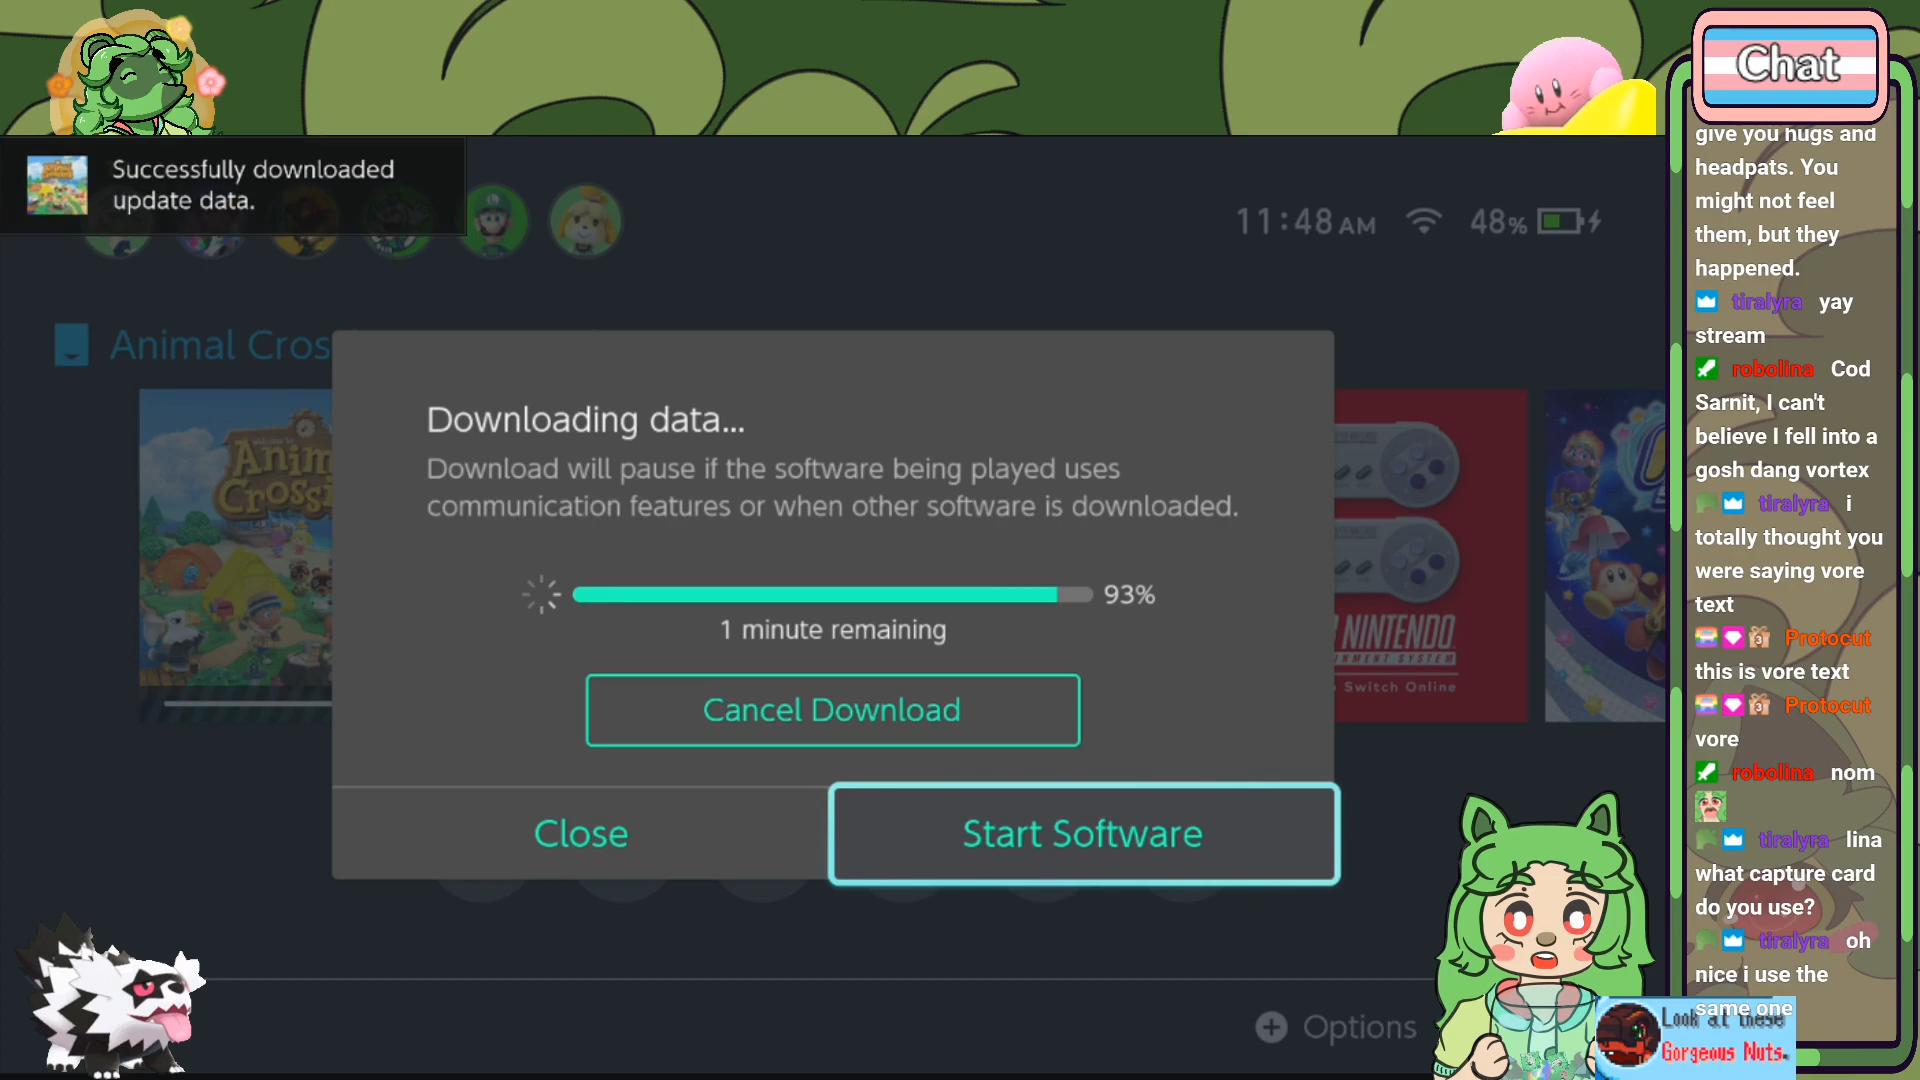 Successfully downloaded
update data.
11:48 AM
48%
Animal Cros
Anim
Crossi
Downloading data...
Download will pause if the software being played uses
communication features or when other software is downloaded.
93%
1 minute remaining
Cancel Download
Close
Start Software
NINTENDO
Switch Online
Options
Chat
give you hugs and
headpats. You
might not feel
them, but they
happened.
tiralyra yay
stream
robolina Cod
Sarnit, I can't
believe I fell into a
gosh dang vortex
tiralyra i
totally thought you
were saying vore
text
Protocut
this is vore text
Protocut
vore
robolina nom
tiralyra lina
what capture card
do you use?
tiralyra oh
nice i use the
same one
Look at these
Gorgeous Nuts.